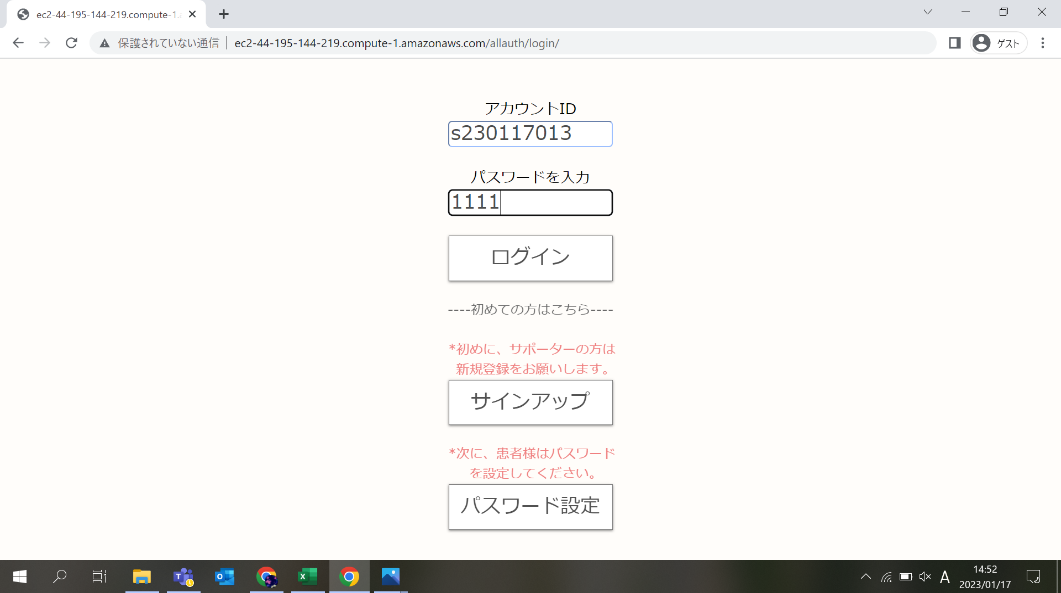 ec2-44-195-144-219.compute-1.
保護されていない通信
ec2-44-195-144-219.compute-1.amazonaws.com/allauth/login/
ゲスト
アカウントID
s230117013
パスワードを入力
1111
ログイン
----初めての方はこちら----
*初めに、サポーターの方は
新規登録をお願いします。
サインアップ
*次に、患者様はパスワード
を設定してください。
パスワード設定
A
14:52
2023/01/17